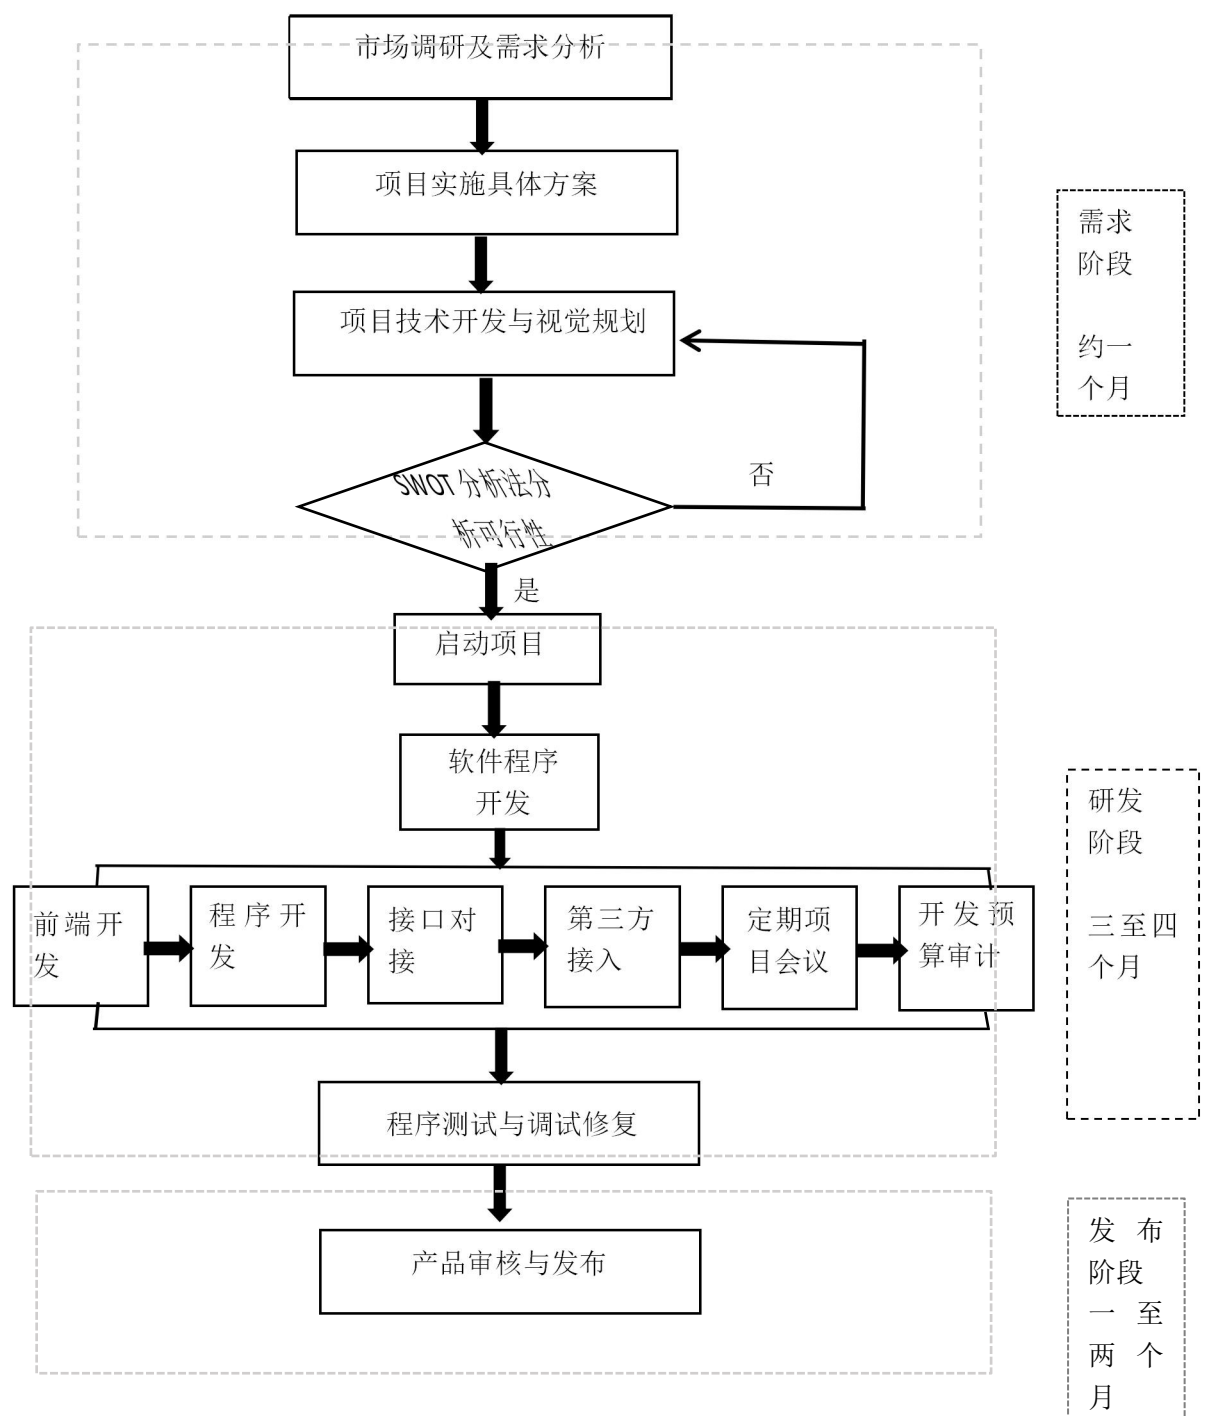 市场调研及需求分析
项目实施具体方案
项目技术开发与视觉规划
SWOT 分析法分
析可行性
否
是
需求
阶段
约一
个月
启动项目
软件程序
开发
前端开
发
程序开
发
接口对
接
第三方
接入
定期项
目会议
开发预
算审计
程序测试与调试修复
研发
阶段
三至四
个月
产品审核与发布
发布
阶段
一至
两个
月